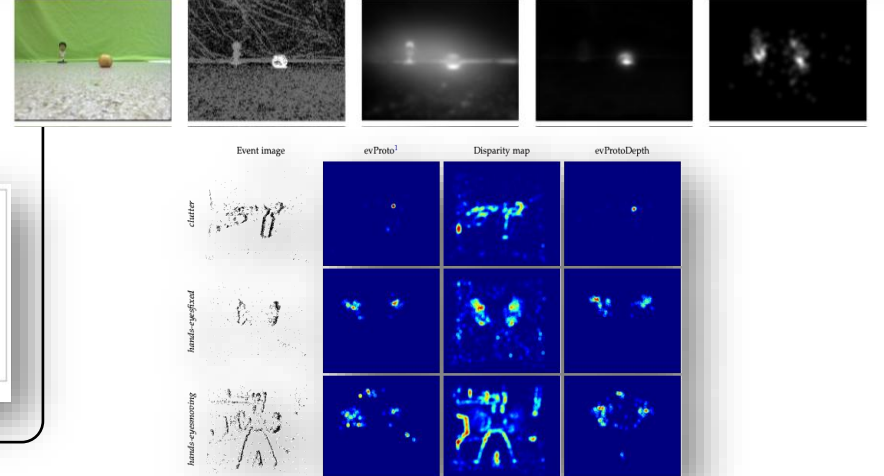 Event image evProto1 Disparity map evProtoDepth
clutter
hands-eyesfixed
hands-eyesmoving